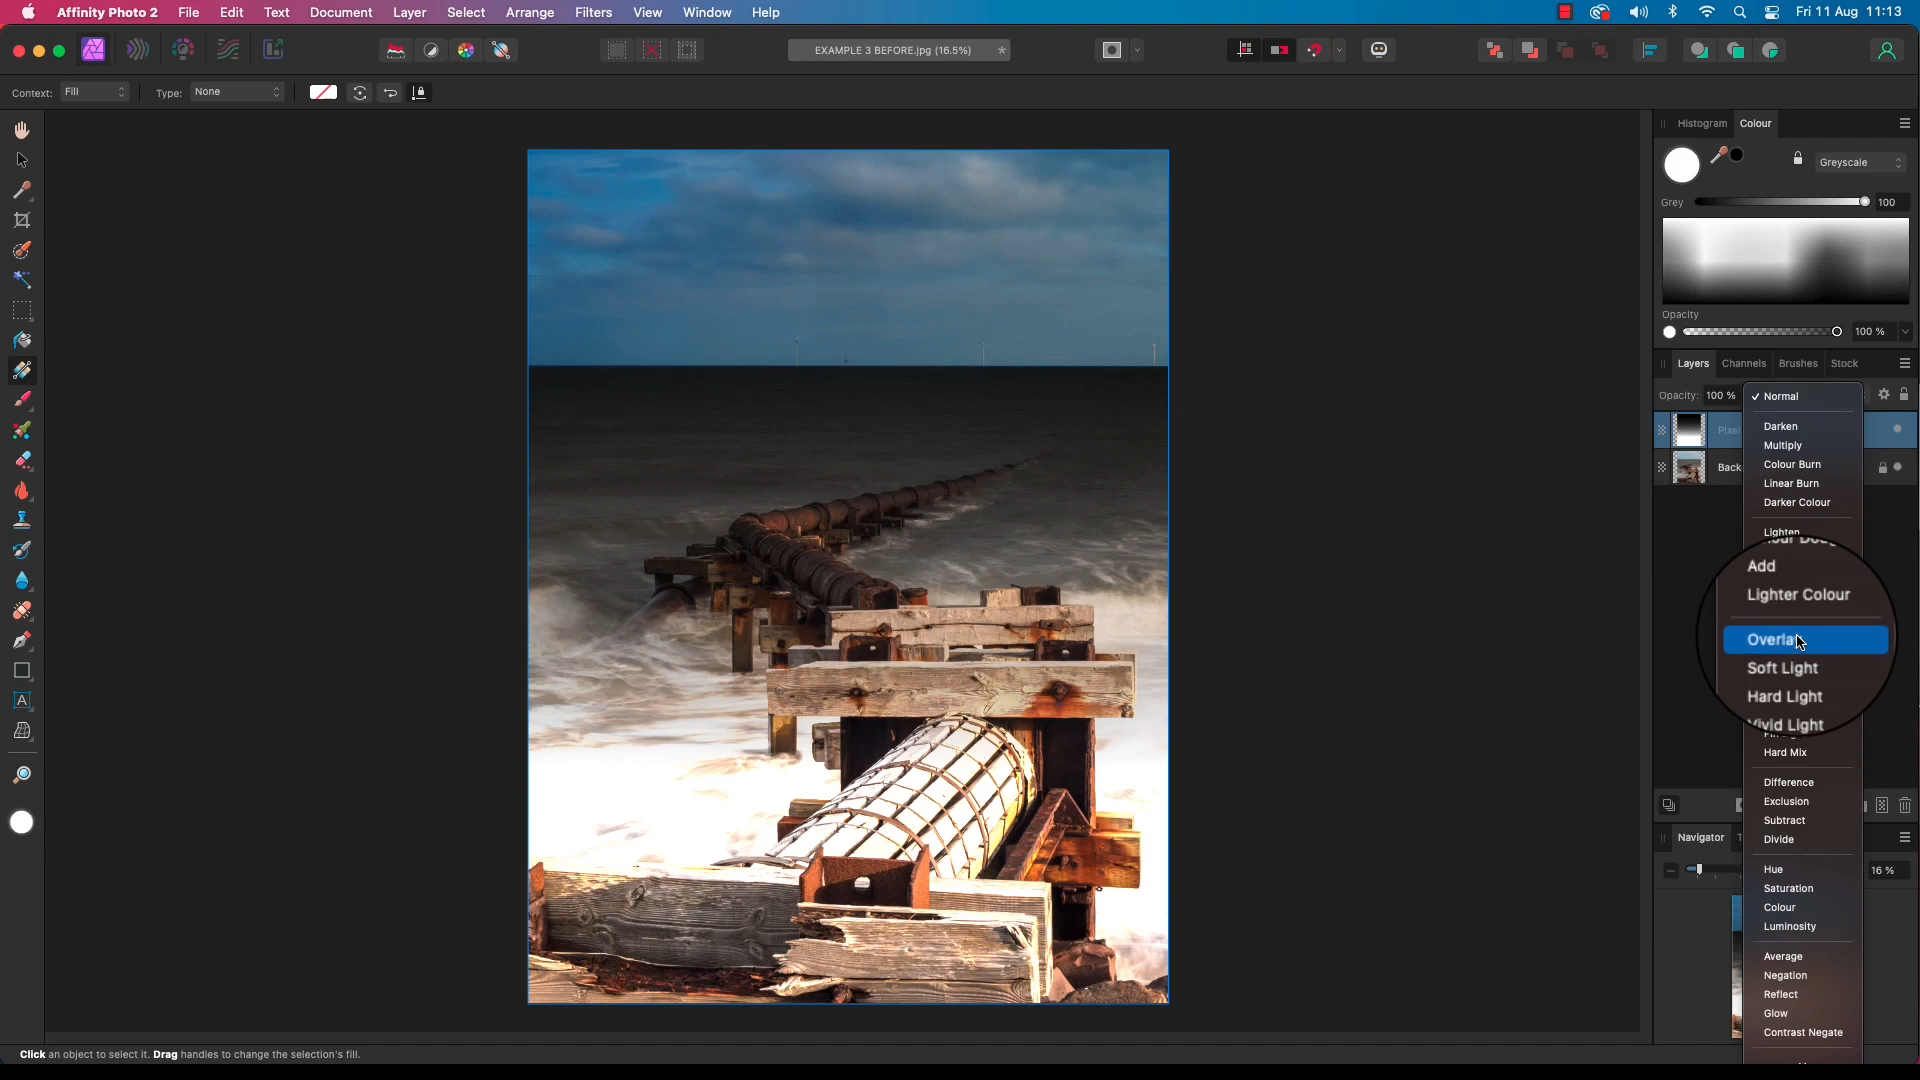 Affinity Photo 2 File Edit Text Document Layer Select Arrange Filters View Window Help Fri 11 Aug 11:13
EXAMPLE 3 BEFORE.jpg (16.5%) *
Context: Fill Type: None
Histogram Colour
Greyscale
Grey 100
Opacity
100 %
Layers Channels Brushes Stock
Opacity: 100 %
Normal
Darken
Multiply
Colour Burn
Linear Burn
Darker Colour
Lighten
Add
Lighter Colour
Overlay
Soft Light
Hard Light
Vivid Light
Hard Mix
Difference
Exclusion
Subtract
Divide
Hue
Saturation
Colour
Luminosity
Average
Negation
Reflect
Glow
Contrast Negate
Pixel
Back
Navigator T
16 %
Click an object to select it. Drag handles to change the selection's fill.